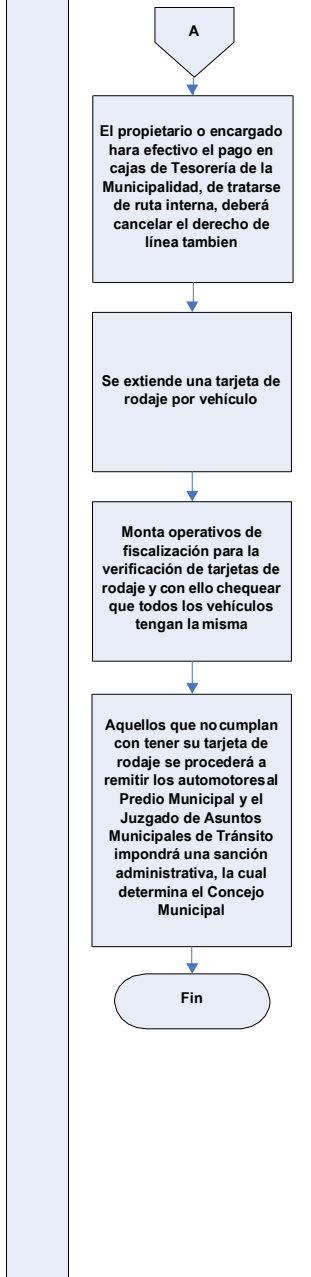 A
El propietario o encargado
hara efectivo el pago en
cajas de Tesorería de la
Municipalidad, de tratarse
de ruta interna, deberá
cancelar el derecho de
línea tambien
Se extiende una tarjeta de
rodaje por vehículo
Monta operativos de
fiscalización para la
verificación de tarjetas de
rodaje y con ello chequear
que todos los vehículos
tengan la misma
Aquellos que no cumplan
con tener su tarjeta de
rodaje se procederá a
remitir los automotores al
Predio Municipal y el
Juzgado de Asuntos
Municipales de Tránsito
impondrá una sanción
administrativa, la cual
determina el Concejo
Municipal
Fin